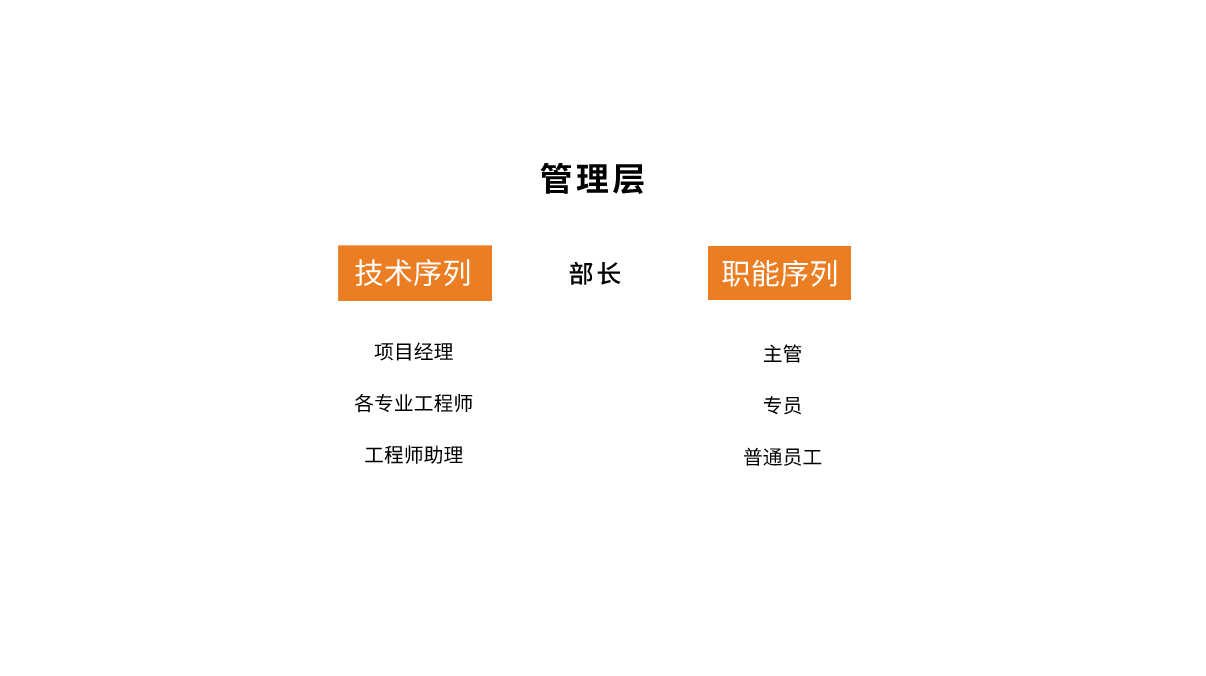 管理层
技术序列
部长
职能序列
项目经理
主管
各专业工程师
专员
工程师助理
普通员工